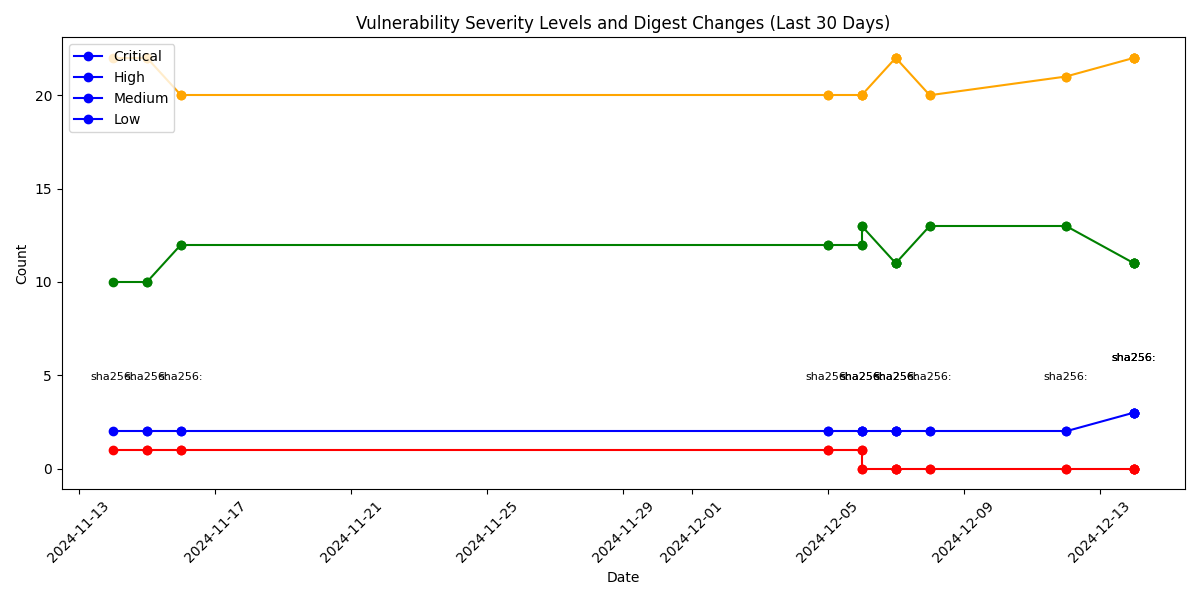 Vulnerability Severity Levels and Digest Changes (Last 30 Days)
Critical
High
Medium
Low
20
15
10
5
0
Count
sha256:
sha256:
sha256:
sha256:
sha256:
sha256:
sha256:
sha256:
sha256:
2024-11-13
2024-11-17
2024-11-21
2024-11-25
2024-11-29
2024-12-01
2024-12-05
2024-12-09
2024-12-13
Date